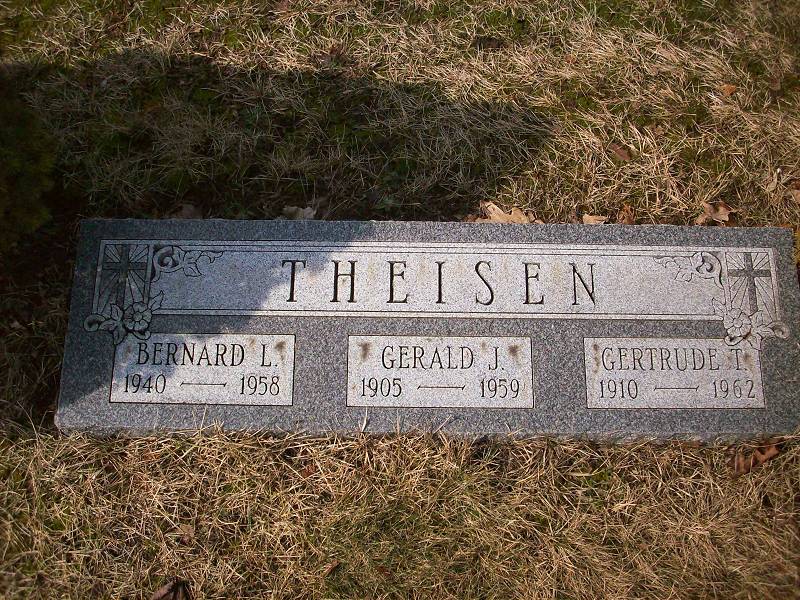 THEISEN
BERNARD L.
1940 — 1958
GERALD J.
1905 — 1959
GERTRUDE T.
1910 — 1962